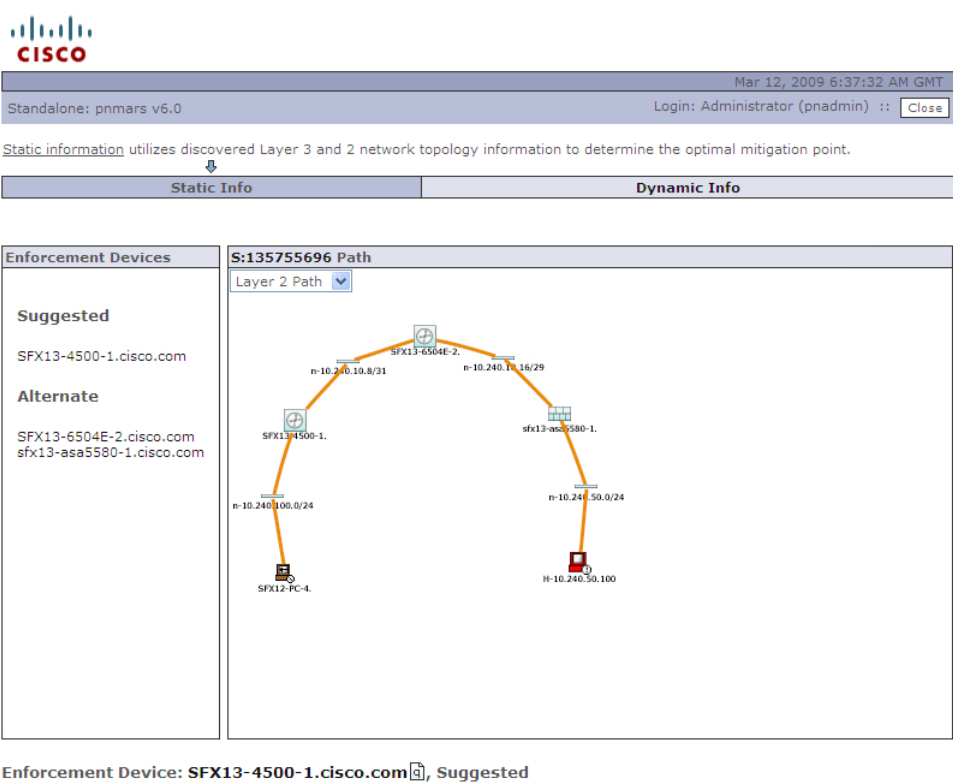 CISCO
Mar 12, 2009 6:37:32 AM GMT
Standalone: pnmars v6.0
Login: Administrator (pnadmin) :: Close
Static information utilizes discovered Layer 3 and 2 network topology information to determine the optimal mitigation point.
Static Info
Dynamic Info
Enforcement Devices
Suggested
SFX13-4500-1.cisco.com
Alternate
SFX13-6504E-2.cisco.com
sfx13-asa5580-1.cisco.com
S:135755696 Path
Layer 2 Path
SFX13-6504E-2.
n-10.240.10.8/31
n-10.240.10.16/29
SFX13-4500-1.
sfx13-asa5580-1.
n-10.240.100.0/24
n-10.240.50.0/24
SFX12-PC-4.
H-10.240.50.100
Enforcement Device: SFX13-4500-1.cisco.com q, Suggested